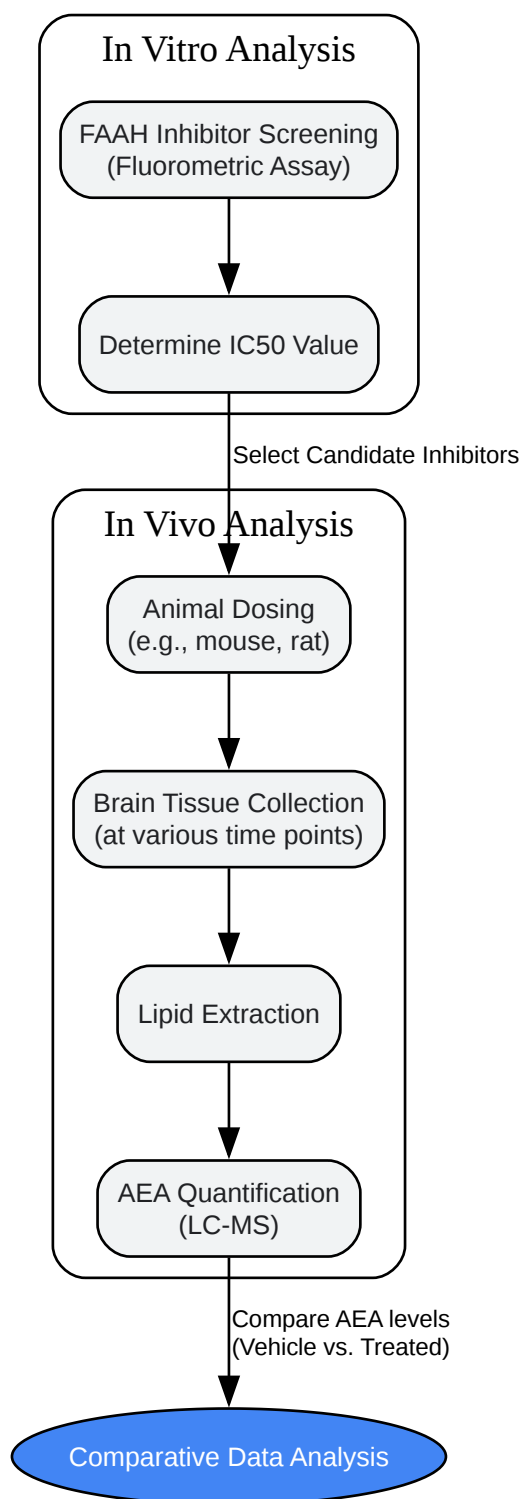 In Vitro Analysis
FAAH Inhibitor Screening
(Fluorometric Assay)
Determine IC50 Value
Select Candidate Inhibitors
In Vivo Analysis
Animal Dosing
(e.g., mouse, rat)
Brain Tissue Collection
(at various time points)
Lipid Extraction
AEA Quantification
(LC-MS)
Compare AEA levels
(Vehicle vs. Treated)
Comparative Data Analysis